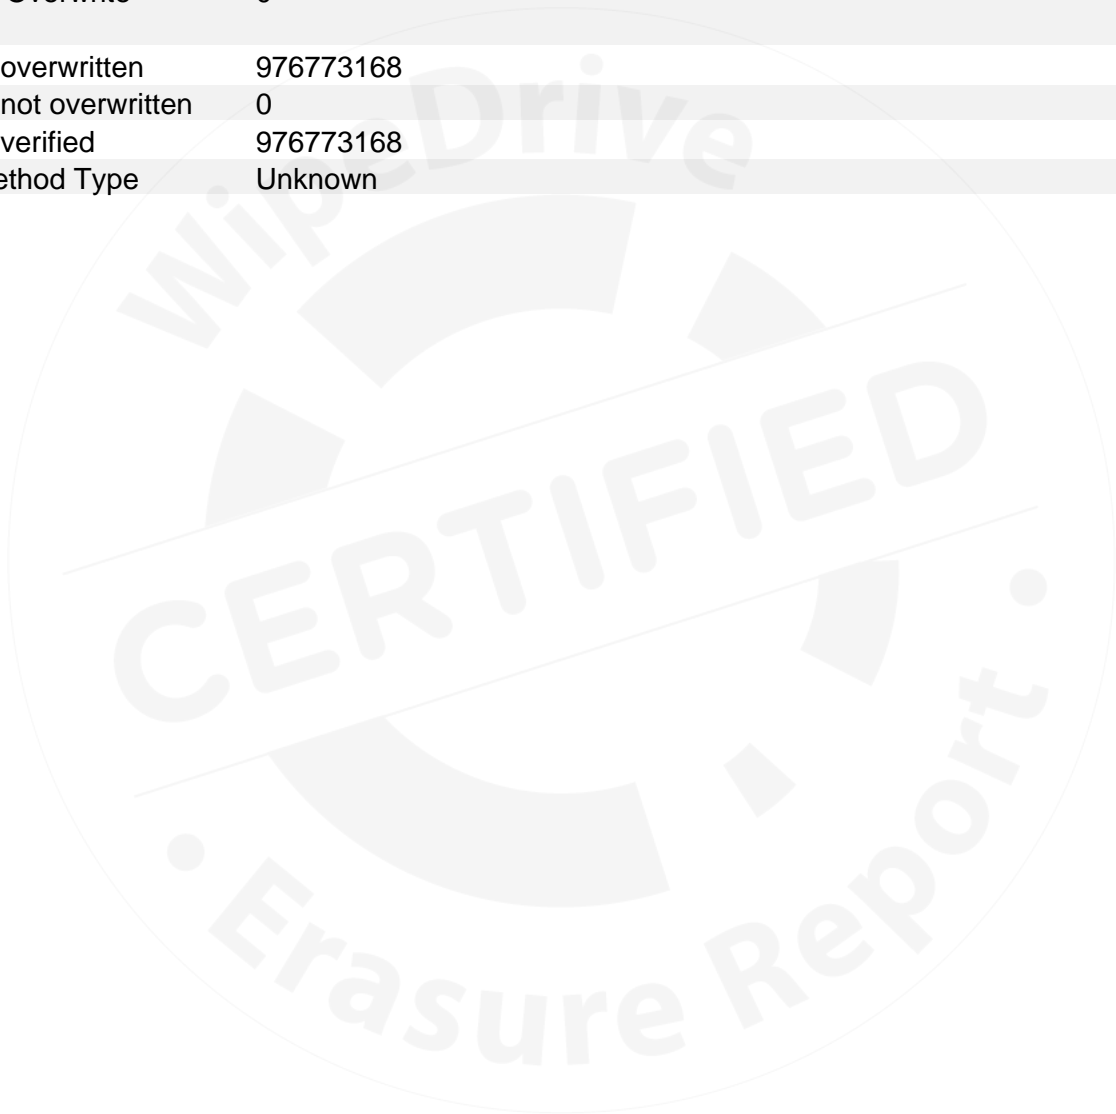 overwritten 976773168
not overwritten 0
verified 976773168
ethod Type Unknown
WipeDrive
CERTIFIED
Erasure Report